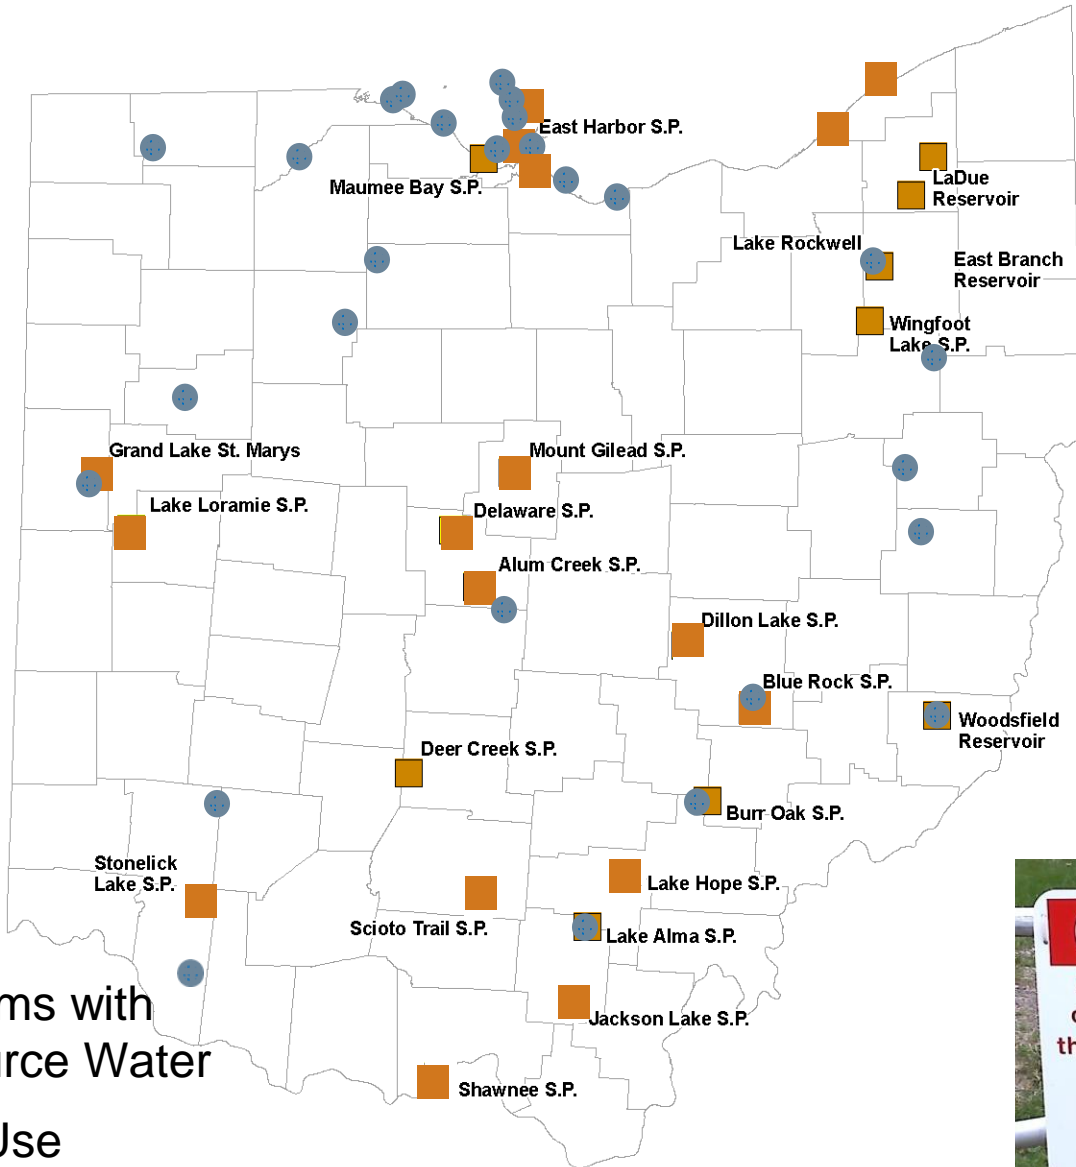 East Harbor S.P.
Maumee Bay S.P.
LaDue
Reservoir
Lake Rockwell
East Branch
Reservoir
Wingfoot
Lake S.P.
Grand Lake St. Marys
Mount Gilead S.P.
Lake Loramie S.P.
Delaware S.P.
Alum Creek S.P.
Dillon Lake S.P.
Blue Rock S.P.
Woodsfield
Reservoir
Deer Creek S.P.
Burr Oak S.P.
Stonelick
Lake S.P.
Lake Hope S.P.
Scioto Trail S.P.
Lake Alma S.P.
Jackson Lake S.P.
Shawnee S.P.
ms with
rce Water
Use
th